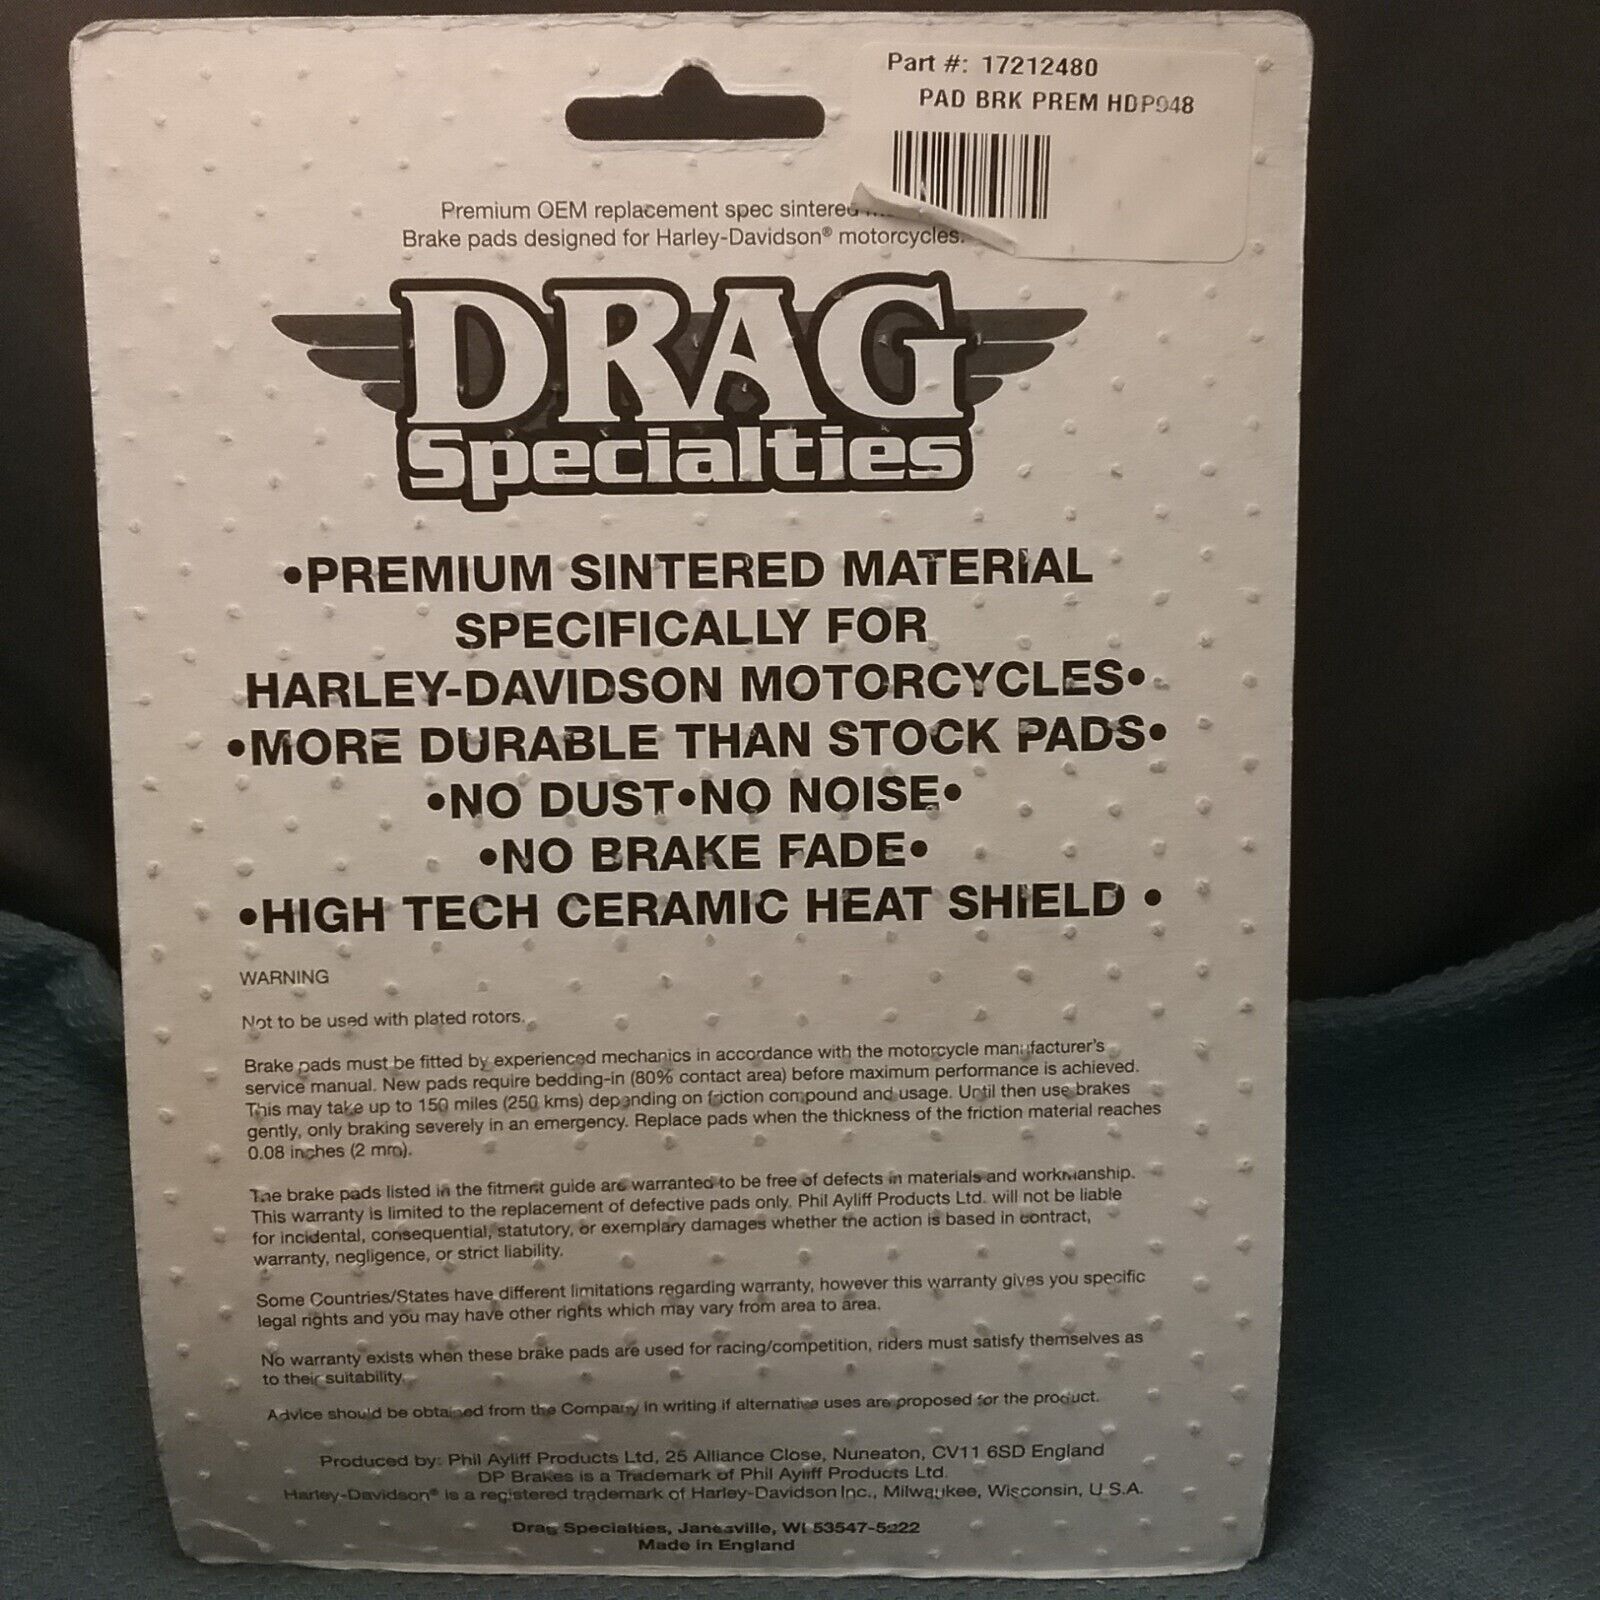 Part #: 17212480
PAD BRK PREM HDP948
Premium OEM replacement spec sintered
Brake pads designed for Harley-Davidson® motorcycles.
DRAG
Specialties
•PREMIUM SINTERED MATERIAL
SPECIFICALLY FOR
HARLEY-DAVIDSON MOTORCYCLES•
•MORE DURABLE THAN STOCK PADS•
•NO DUST•NO NOISE•
•NO BRAKE FADE•
•HIGH TECH CERAMIC HEAT SHIELD •
WARNING
Not to be used with plated rotors.
Brake pads must be fitted by experienced mechanics in accordance with the motorcycle manufacturer's
service manual. New pads require bedding-in (80% contact area) before maximum performance is achieved.
This may take up to 150 miles (250 kms) depending on friction compound and usage. Until then use brakes
gently, only braking severely in an emergency. Replace pads when the thickness of the friction material reaches
0.08 inches (2 mm).
The brake pads listed in the fitment guide are warranted to be free of defects in materials and workmanship.
This warranty is limited to the replacement of defective pads only. Phil Ayliff Products Ltd. will not be liable
for incidental, consequential, statutory, or exemplary damages whether the action is based in contract,
warranty, negligence, or strict liability.
Some Countries/States have different limitations regarding warranty, however this warranty gives you specific
legal rights and you may have other rights which may vary from area to area.
No warranty exists when these brake pads are used for racing/competition, riders must satisfy themselves as
to their suitability.
Advice should be obtained from the Company in writing if alternative uses are proposed for the product.
Produced by: Phil Ayliff Products Ltd, 25 Alliance Close, Nuneaton, CV11 6SD England
DP Brakes is a Trademark of Phil Ayliff Products Ltd.
Harley-Davidson® is a registered trademark of Harley-Davidson Inc., Milwaukee, Wisconsin, U.S.A.
Drag Specialties, Janesville, WI 53547-5222
Made in England